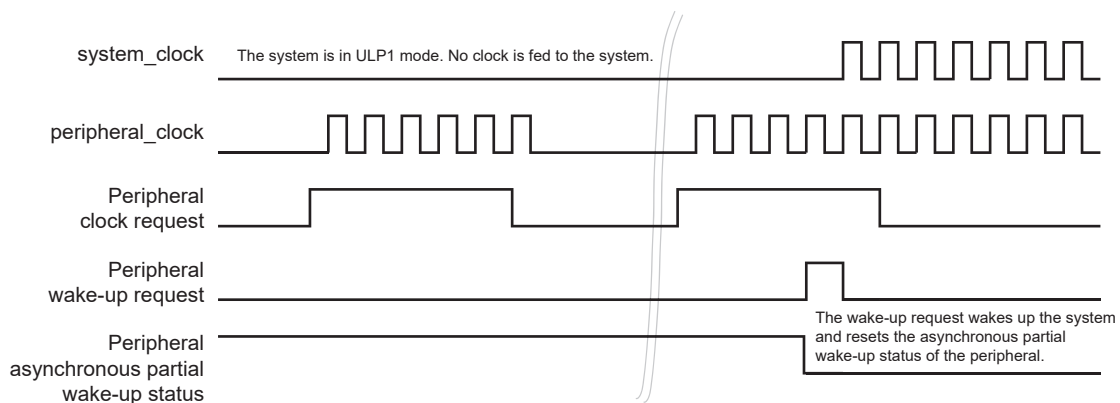 system_clock
The system is in ULP1 mode. No clock is fed to the system.
peripheral_clock
Peripheral
clock request
Peripheral
wake-up request
The wake-up request wakes up the system
and resets the asynchronous partial
wake-up status of the peripheral.
Peripheral
asynchronous partial
wake-up status